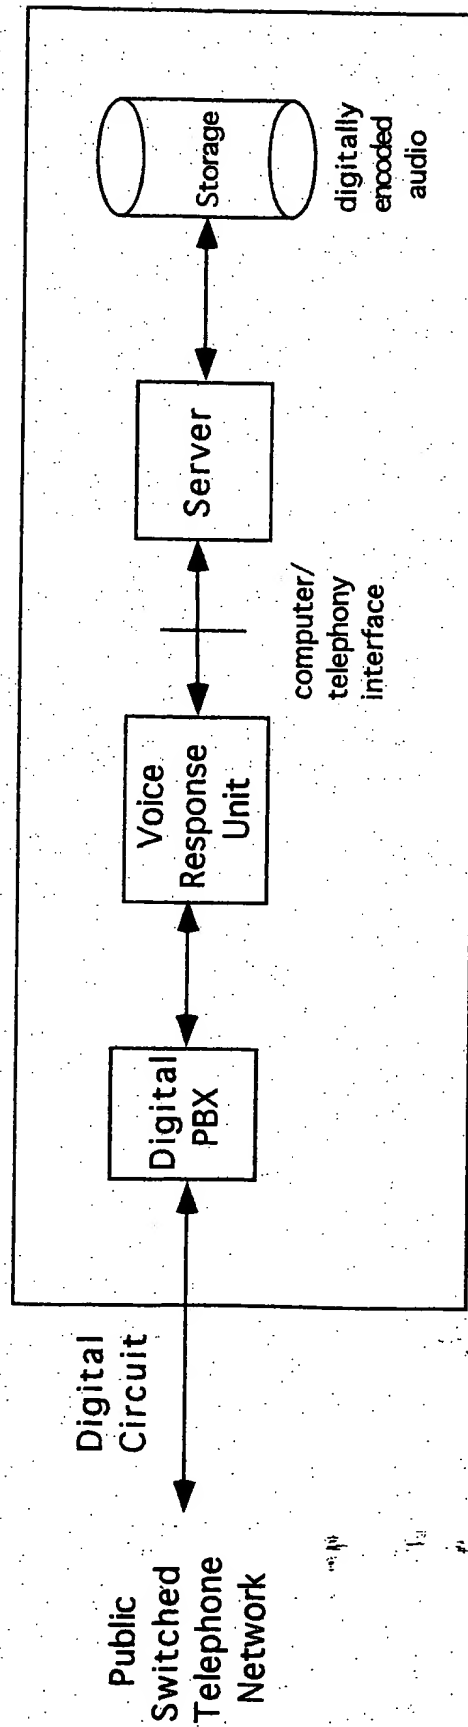 Public
Switched
Telephone
Network
Digital
Circuit
Digital
PBX
Voice
Response
Unit
computer/
telephony
interface
Server
Storage
digitally
encoded
audio